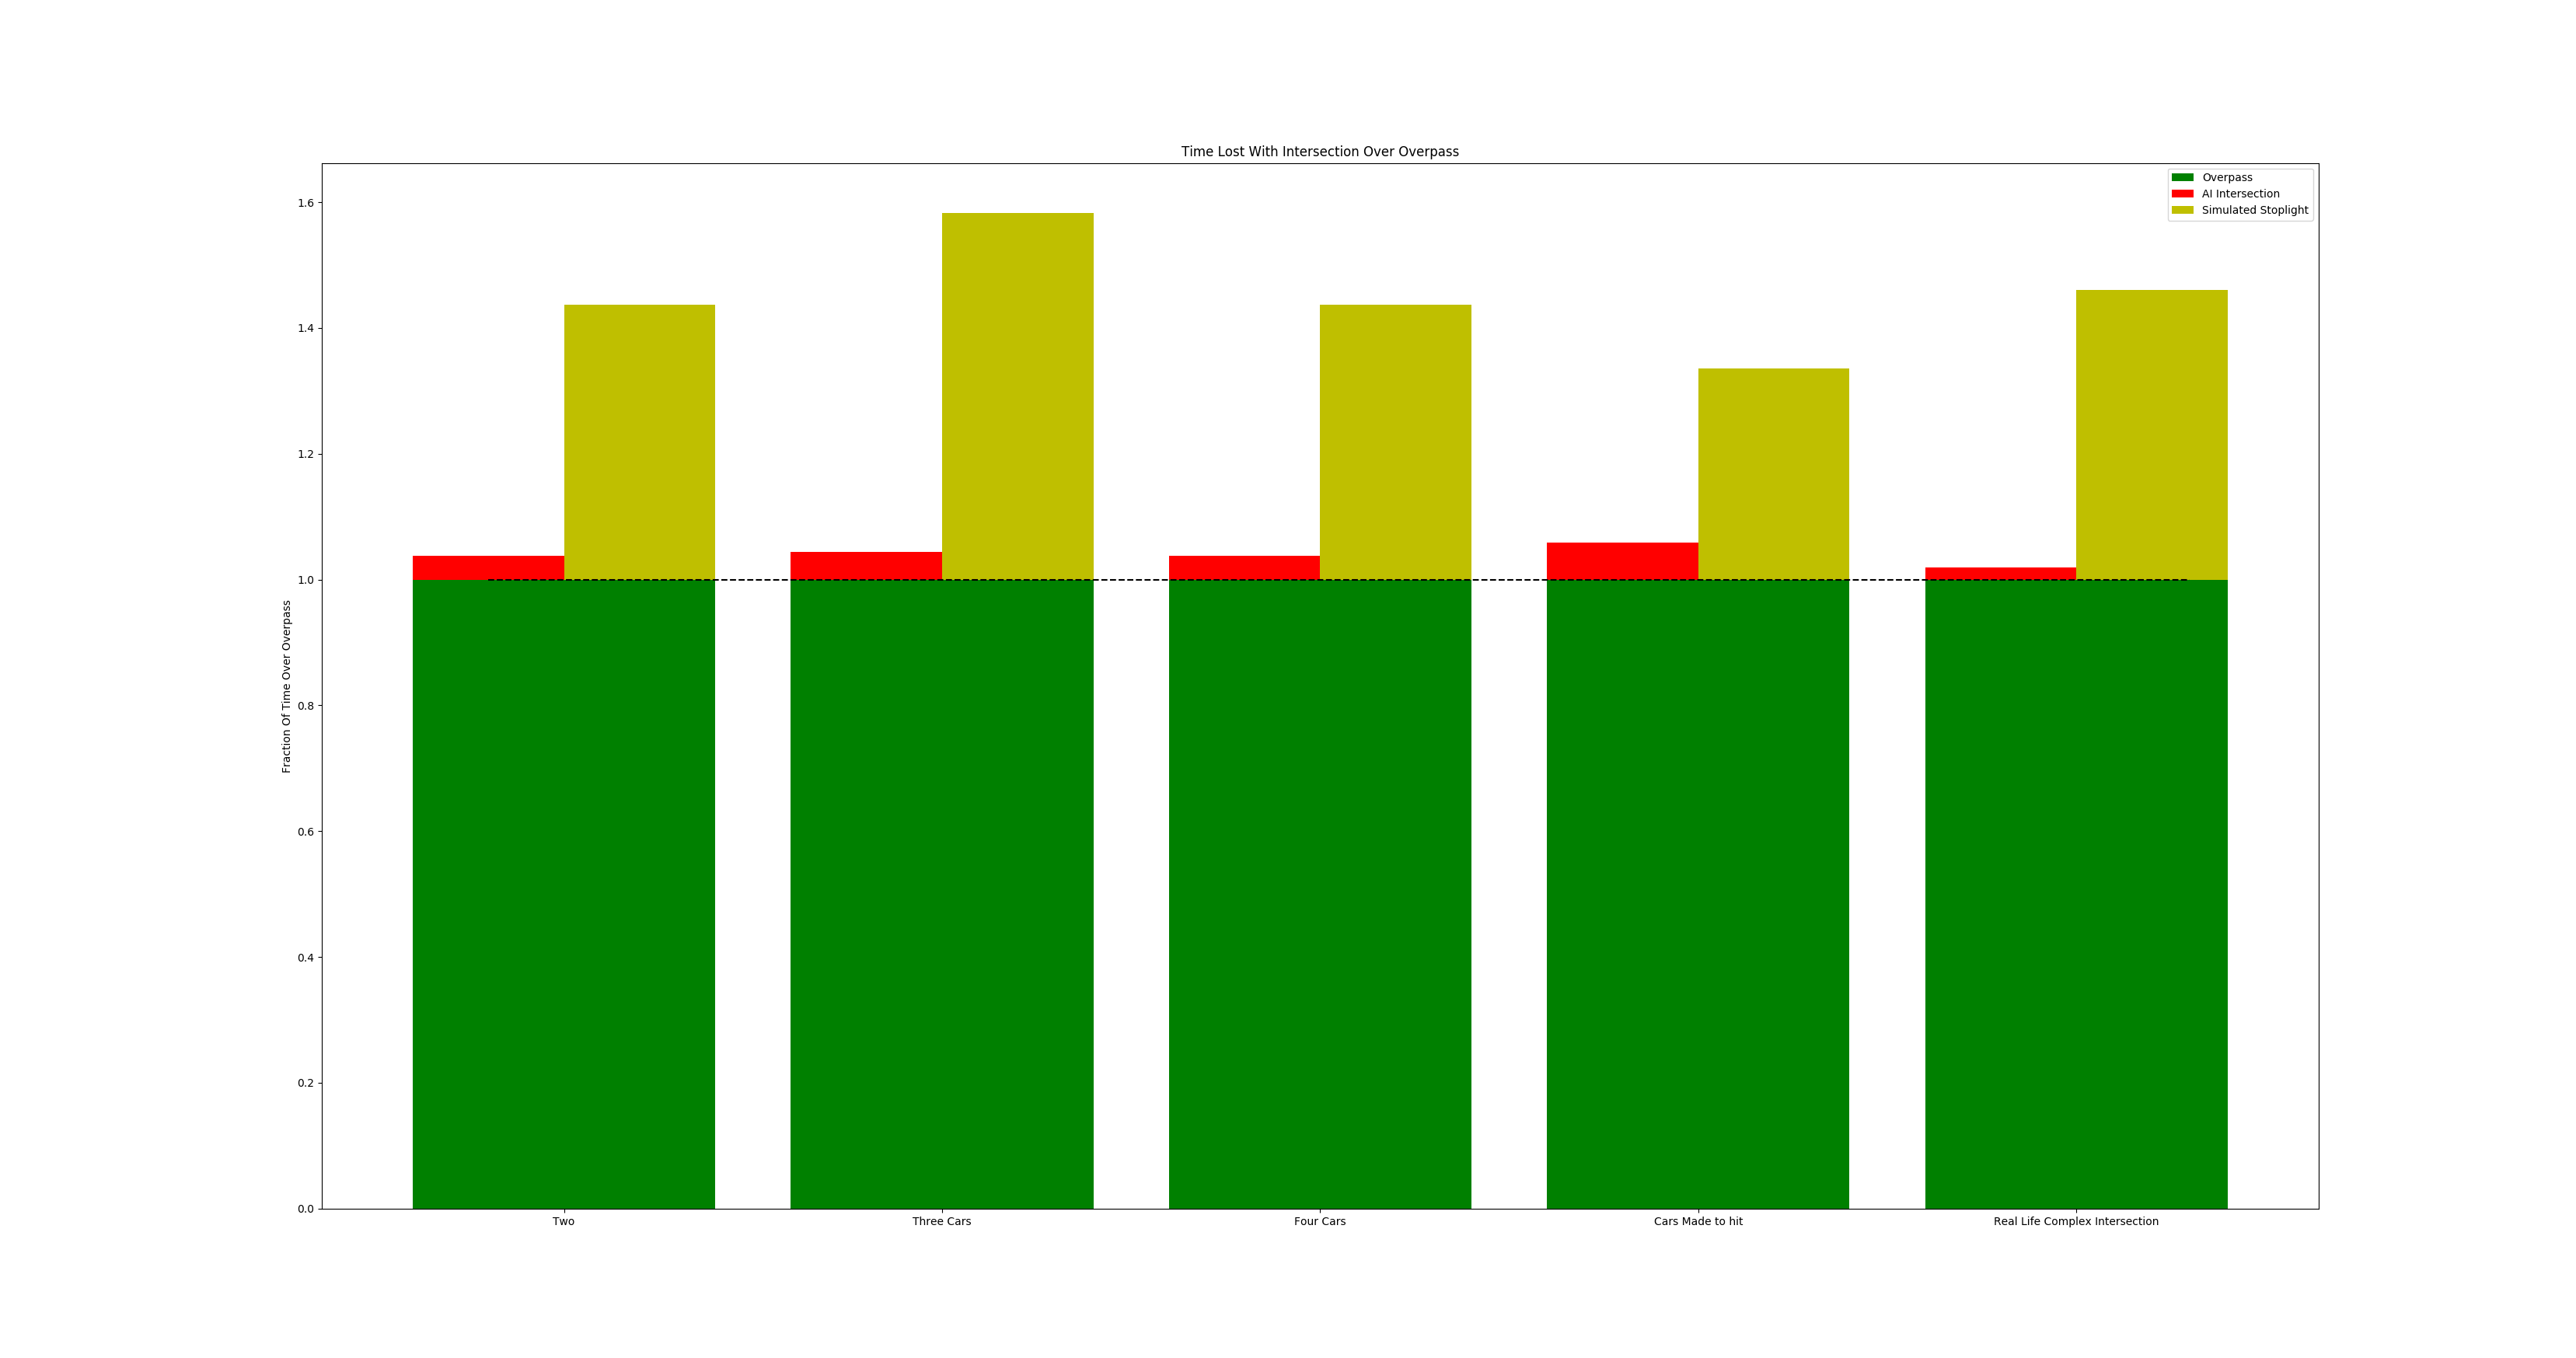 Time Lost With Intersection Over Overpass
Overpass
AI Intersection
Simulated Stoplight
Fraction Of Time Over Overpass
1.6
1.4
1.2
1.0
0.8
0.6
0.4
0.2
0.0
Two
Three Cars
Four Cars
Cars Made to hit
Real Life Complex Intersection